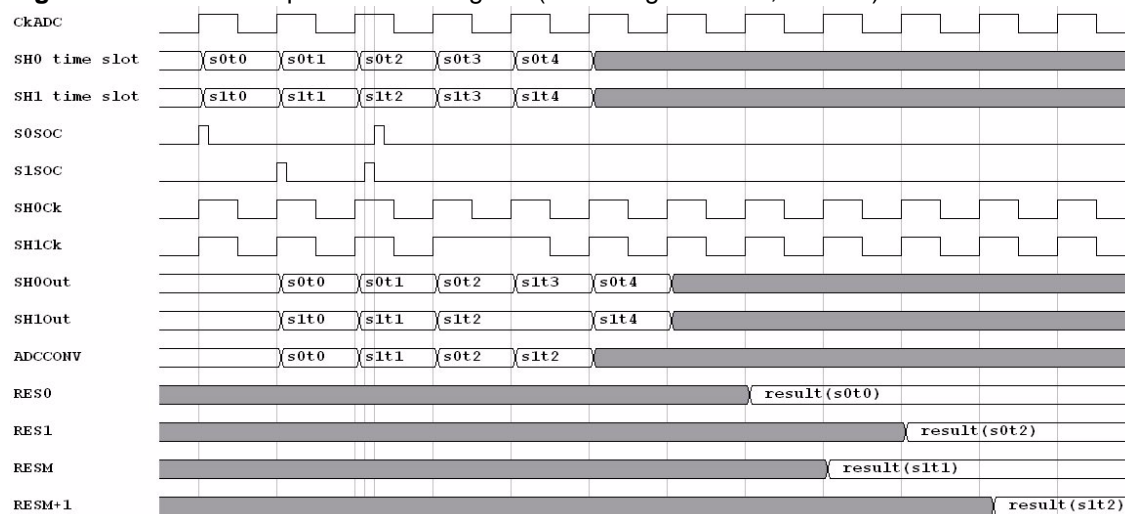 CkADC
SH0 time slot s0t0 s0t1 s0t2 s0t3 s0t4
SH1 time slot s1t0 s1t1 s1t2 s1t3 s1t4
S0SOC
S1SOC
SH0Ck
SH1Ck
SH0Out s0t0 s0t1 s0t2 s1t3 s0t4
SH1Out s1t0 s1t1 s1t2 s1t4
ADCCONV s0t0 s1t1 s0t2 s1t2
RES0 result(s0t0)
RES1 result(s0t2)
RESM result(s1t1)
RESM+1 result(s1t2)